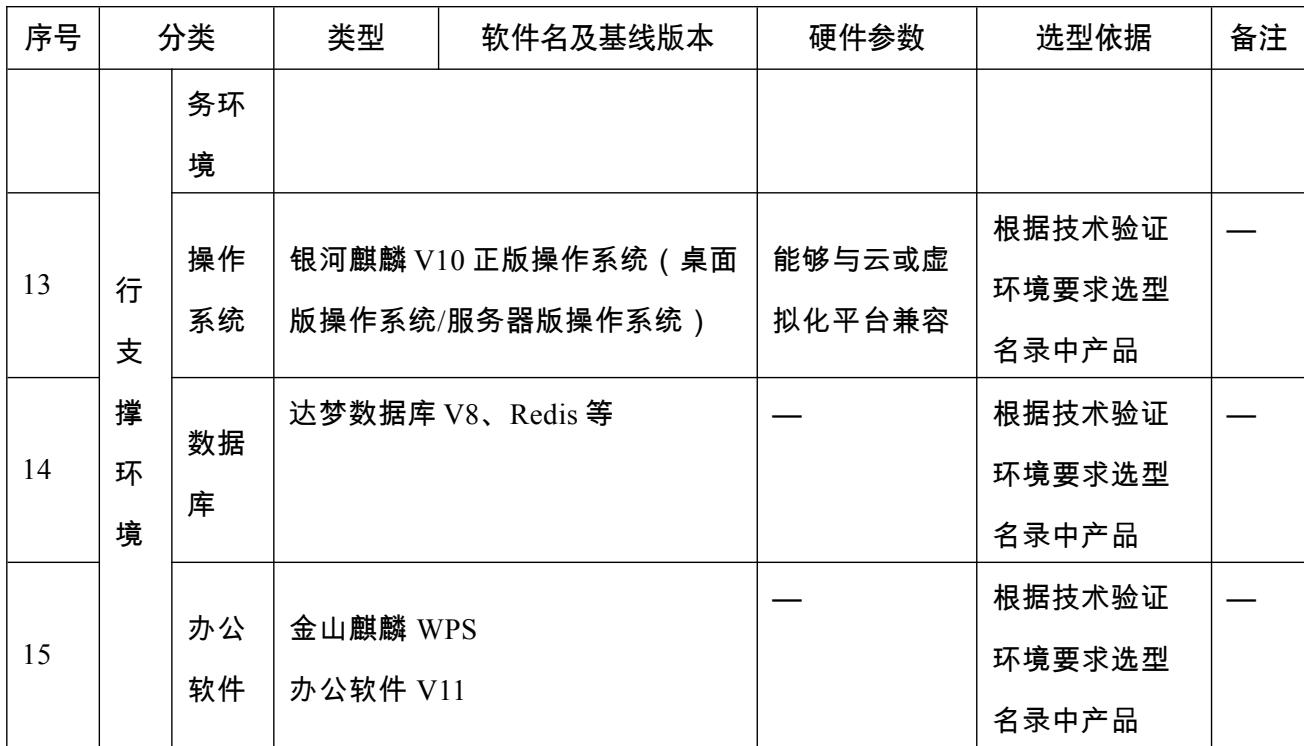 序号 分类 类型 软件名及基线版本 硬件参数 选型依据 备注
务环
境
行
支
撑
环
境
13
操作
系统
银河麒麟 V10 正版操作系统（桌面
版操作系统/服务器版操作系统）
能够与云或虚
拟化平台兼容
根据技术验证
环境要求选型
名录中产品
—
14
数据
库
达梦数据库 V8、Redis 等
—
根据技术验证
环境要求选型
名录中产品
—
15
办公
软件
金山麒麟 WPS
办公软件 V11
—
根据技术验证
环境要求选型
名录中产品
—